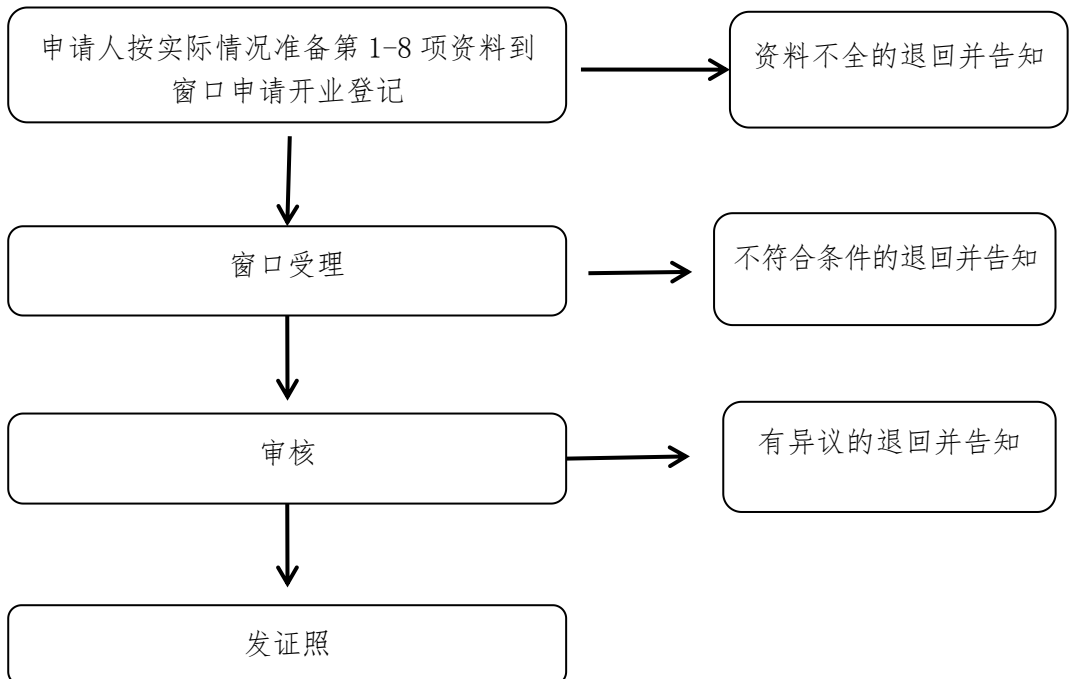 申请人按实际情况准备第1-8项资料到
窗口申请开业登记
资料不全的退回并告知
窗口受理
不符合条件的退回并告知
审核
有异议的退回并告知
发证照